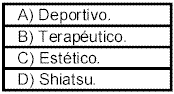 A) Deportivo.
B) Terapéutico.
C) Estético.
D) Shiatsu.